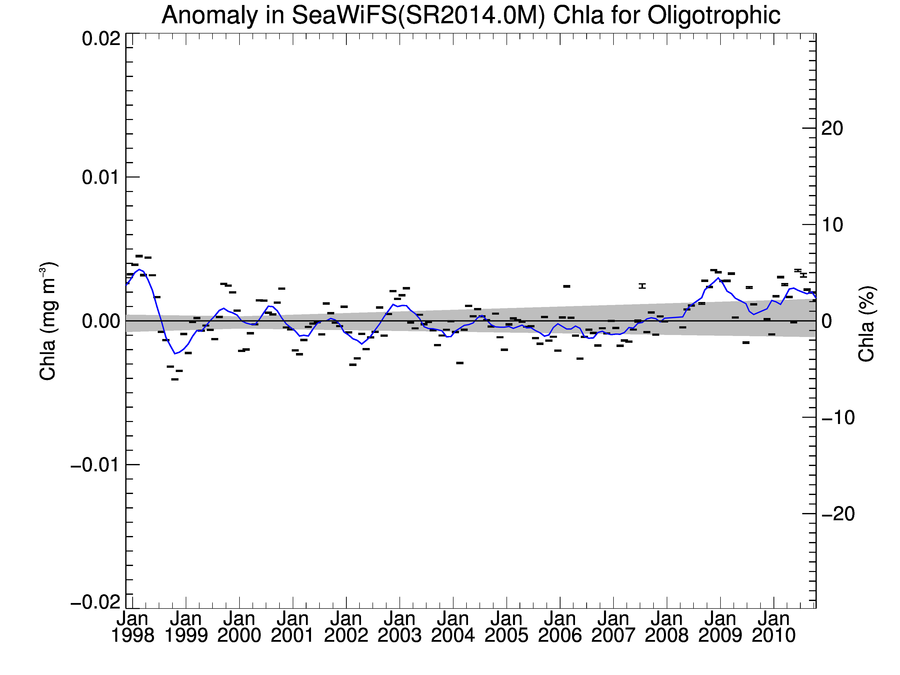 Anomaly in SeaWiFS(SR2014.0M) Chla for Oligotrophic
0.02
0.01
0.00
−0.01
−0.02
Chla (mg m⁻³)
20
10
0
−10
−20
Chla (%)
Jan Jan Jan Jan Jan Jan Jan Jan Jan Jan Jan Jan Jan
1998 1999 2000 2001 2002 2003 2004 2005 2006 2007 2008 2009 2010